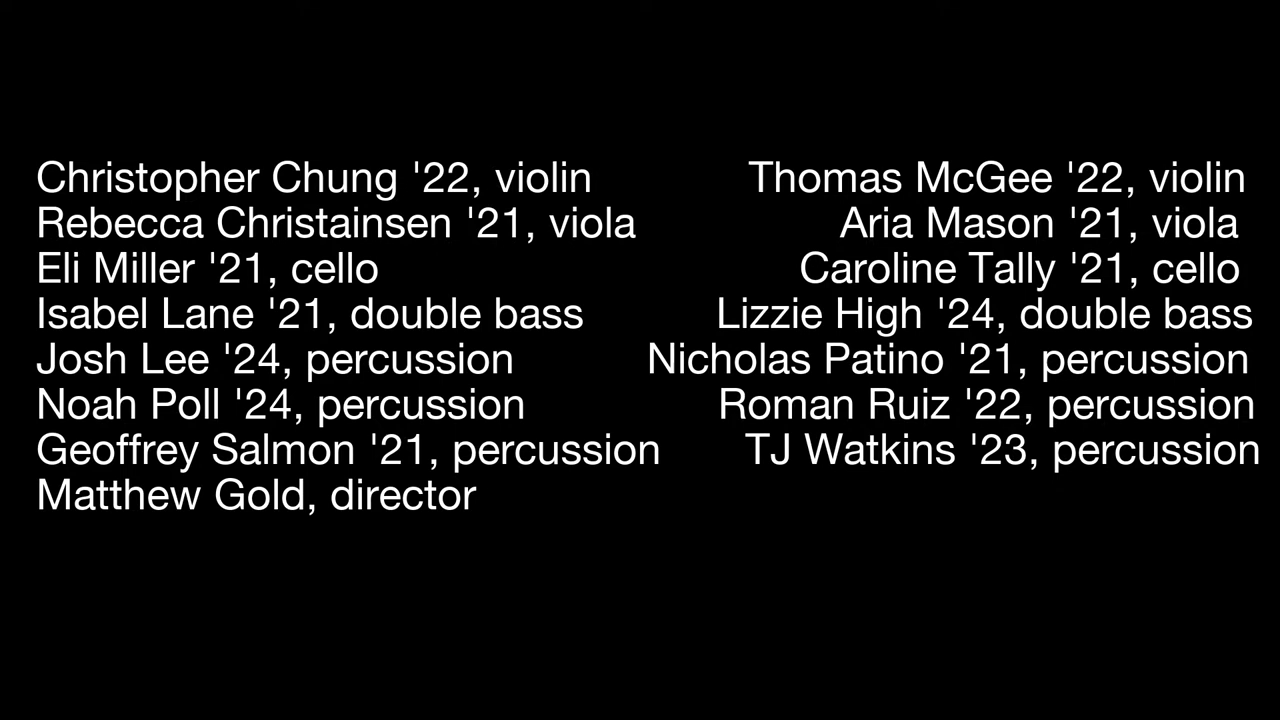 Christopher Chung '22, violin
Thomas McGee '22, violin
Rebecca Christainsen '21, viola
Aria Mason '21, viola
Eli Miller '21, cello
Caroline Tally '21, cello
Isabel Lane '21, double bass
Lizzie High '24, double bass
Josh Lee '24, percussion
Nicholas Patino '21, percussion
Noah Poll '24, percussion
Roman Ruiz '22, percussion
Geoffrey Salmon '21, percussion
TJ Watkins '23, percussion
Matthew Gold, director